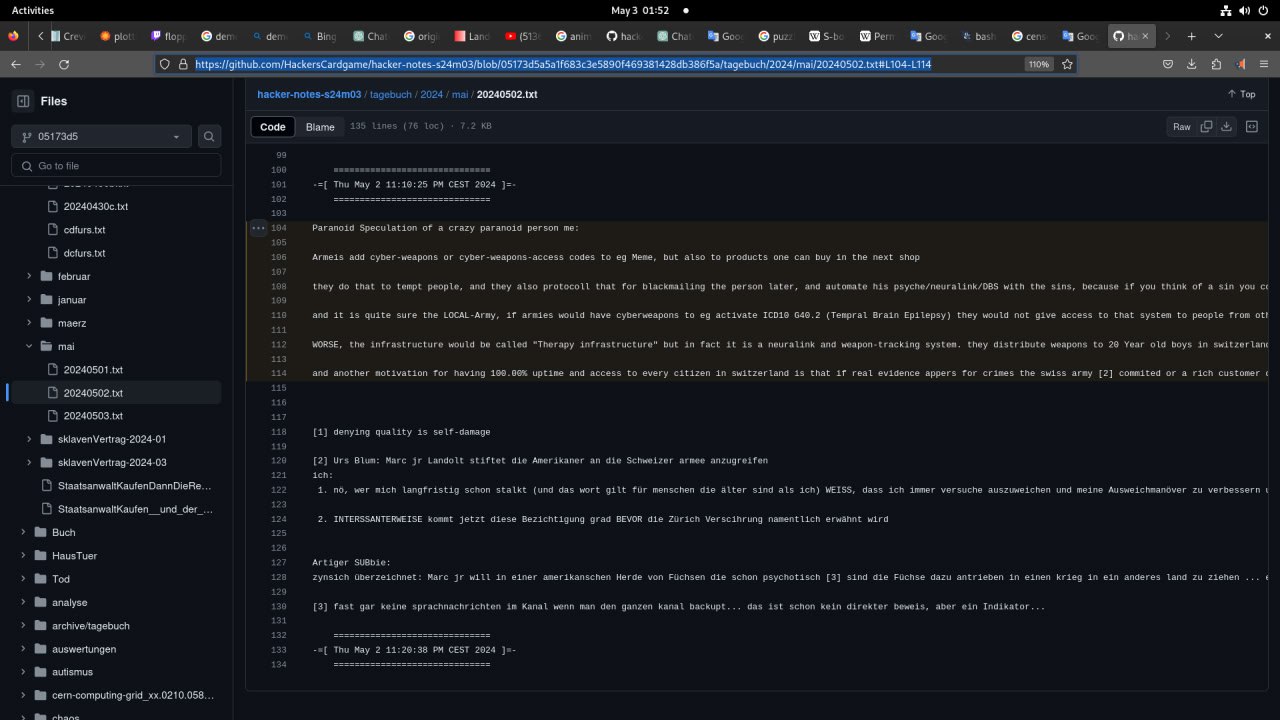 Activities
May 3 01:52
Crevi
plott
flopp
demo
demo
Bing
Chat
origi
Land
(5136
anim
hack
Chat
Goo
puzzl
S-bo
Perm
Goo
bash
cens
Goo
ha
https://github.com/HackersCardgame/hacker-notes-s24m03/blob/05173d5a5a1f683c3e5890f469381428db386f5a/tagebuch/2024/mai/20240502.txt#L104-L114
110%
Files
hacker-notes-s24m03 / tagebuch / 2024 / mai / 20240502.txt
Top
05173d5
Code
Blame
135 lines (76 loc) · 7.2 KB
Raw
Go to file
20240430c.txt
cdfurs.txt
dcfurs.txt
februar
januar
maerz
mai
20240501.txt
20240502.txt
20240503.txt
sklavenVertrag-2024-01
sklavenVertrag-2024-03
StaatsanwaltKaufenDannDieRe...
StaatsanwaltKaufen__und_der_...
Buch
HausTuer
Tod
analyse
archive/tagebuch
auswertungen
autismus
cern-computing-grid_xx.0210.058...
chaos
99
100 ==============================
101 -=[ Thu May 2 11:10:25 PM CEST 2024 ]=-
102 ==============================
103
104 Paranoid Speculation of a crazy paranoid person me:
105
106 Armeis add cyber-weapons or cyber-weapons-access codes to eg Meme, but also to products one can buy in the next shop
107
108 they do that to tempt people, and they also protocoll that for blackmailing the person later, and automate his psyche/neuralink/DBS with the sins, because if you think of a sin you co
109
110 and it is quite sure the LOCAL-Army, if armies would have cyberweapons to eg activate ICD10 G40.2 (Tempral Brain Epilepsy) they would not give access to that system to people from oth
111
112 WORSE, the infrastructure would be called "Therapy infrastructure" but in fact it is a neuralink and weapon-tracking system. they distribute weapons to 20 Year old boys in switzerland
113
114 and another motivation for having 100.00% uptime and access to every citizen in switzerland is that if real evidence appers for crimes the swiss army [2] commited or a rich customer
115
116
117
118 [1] denying quality is self-damage
119
120 [2] Urs Blum: Marc jr Landolt stiftet die Amerikaner an die Schweizer armee anzugreifen
121 ich:
122 1. nö, wer mich langfristig schon stalkt (und das wort gilt für menschen die älter sind als ich) WEISS, dass ich immer versuche auszuweichen und meine Ausweichmanöver zu verbessern
123
124 2. INTERSSANTERWEISE kommt jetzt diese Bezichtigung grad BEVOR die Zürich Verscihrung namentlich erwähnt wird
125
126
127 Artiger SUBbie:
128 zynsich überzeichnet: Marc jr will in einer amerikanschen Herde von Füchsen die schon psychotisch [3] sind die Füchse dazu antrieben in einen krieg in ein anderes land zu ziehen ...
129
130 [3] fast gar keine sprachnachrichten im Kanal wenn man den ganzen kanal backupt... das ist schon kein direkter beweis, aber ein Indikator...
131
132 ==============================
133 -=[ Thu May 2 11:20:38 PM CEST 2024 ]=-
134 ==============================